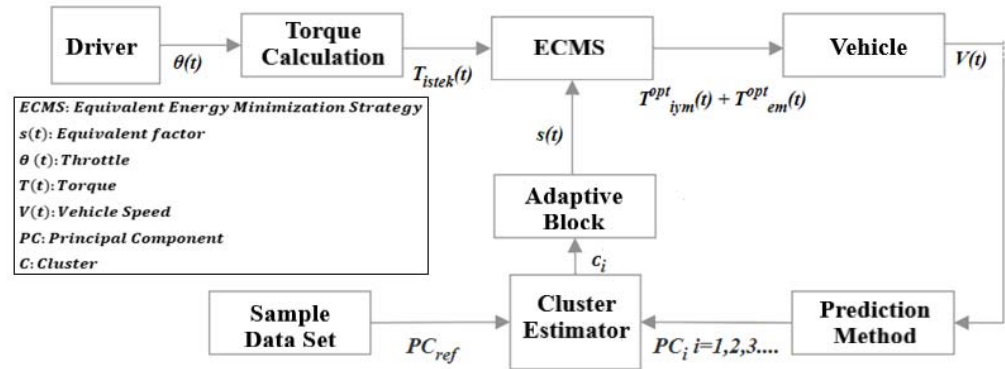 Driver
θ(t)
Torque
Calculation
T_istek(t)
ECMS
T^opt_iym(t) + T^opt_em(t)
Vehicle
V(t)
ECMS: Equivalent Energy Minimization Strategy
s(t): Equivalent factor
θ (t): Throttle
T(t): Torque
V(t): Vehicle Speed
PC: Principal Component
C: Cluster
s(t)
Adaptive
Block
c_i
Sample
Data Set
PC_ref
Cluster
Estimator
PC_i i=1,2,3....
Prediction
Method